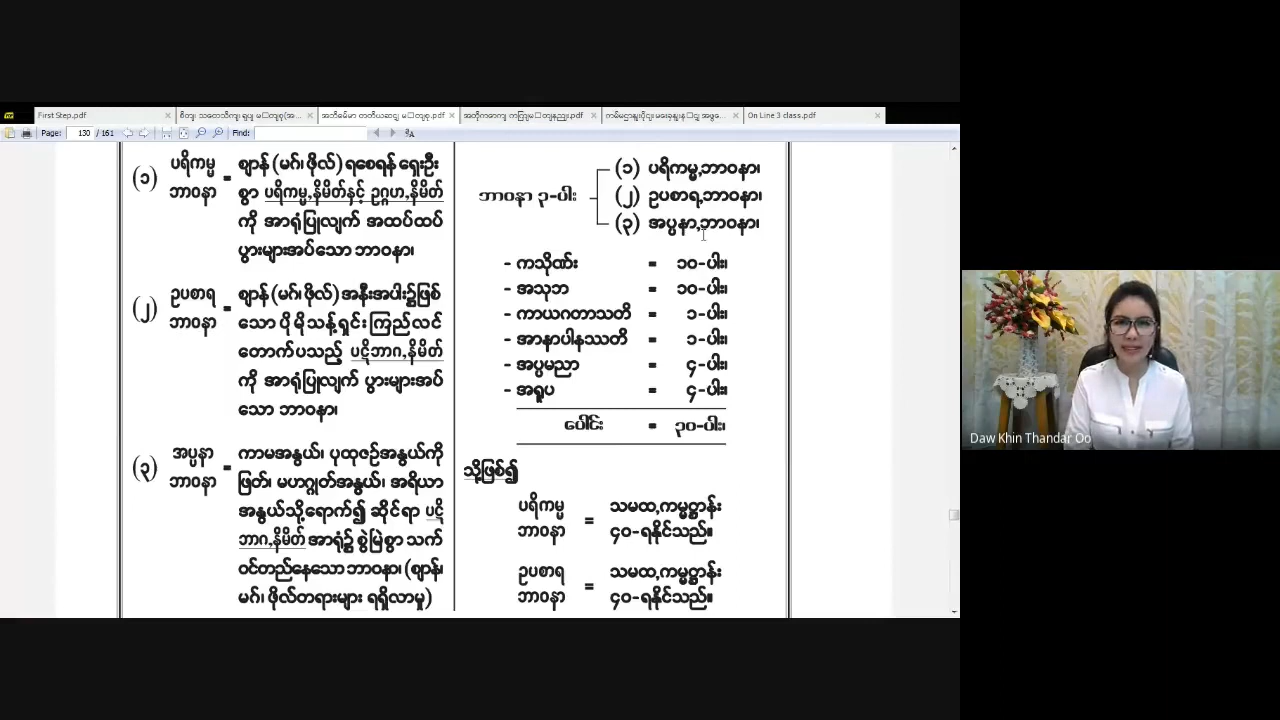 First Step.pdf
On Line 3 class.pdf
Page: 130 / 161 Find:
(၁) ပရိကမ္မ ဘာဝနာ = ဈာန် (မဂ်၊ ဖိုလ်) ရစေရန် ရှေးဦး
စွာ ပရိကမ္မ,နိမိတ်နှင့် ဥဂ္ဂဟ,နိမိတ်
ကို အာရုံပြုလျက် အထပ်ထပ်
ပွားများအပ်သော ဘာဝနာ၊
(၂) ဥပစာရ ဘာဝနာ = ဈာန် (မဂ်၊ ဖိုလ်) အနီးအပါး၌ဖြစ်
သော ပိုမိုသန့်ရှင်းကြည်လင်
တောက်ပသည့် ပဋိဘာဂ,နိမိတ်
ကို အာရုံပြုလျက် ပွားများအပ်
သော ဘာဝနာ၊
(၃) အပ္ပနာ ဘာဝနာ = ကာမအနွယ်၊ ပုထုဇဉ်အနွယ်ကို
ဖြတ်၊ မဟဂ္ဂုတ်အနွယ်၊ အရိယာ
အနွယ်သို့ရောက်၍ ဆိုင်ရာ ပဋိ
ဘာဂ,နိမိတ် အာရုံ၌ စွဲမြဲစွာ သက်
ဝင်တည်နေသော ဘာဝနာ၊ (ဈာန်၊
မဂ်၊ ဖိုလ်တရားများ ရရှိလာမှု)
ဘာဝနာ ၃-ပါး
(၁) ပရိကမ္မ,ဘာဝနာ၊
(၂) ဥပစာရ,ဘာဝနာ၊
(၃) အပ္ပနာ,ဘာဝနာ၊
- ကသိုဏ်း = ၁၀-ပါး၊
- အသုဘ = ၁၀-ပါး၊
- ကာယဂတာသတိ = ၁-ပါး၊
- အာနာပါနဿတိ = ၁-ပါး၊
- အပ္ပမညာ = ၄-ပါး၊
- အရူပ = ၄-ပါး၊
ပေါင်း = ၃၀-ပါး၊
သို့ဖြစ်၍
ပရိကမ္မ ဘာဝနာ = သမထ,ကမ္မဋ္ဌာန်း
၄၀-ရနိုင်သည်။
ဥပစာရ ဘာဝနာ = သမထ,ကမ္မဋ္ဌာန်း
၄၀-ရနိုင်သည်။
Daw Khin Thandar Oo